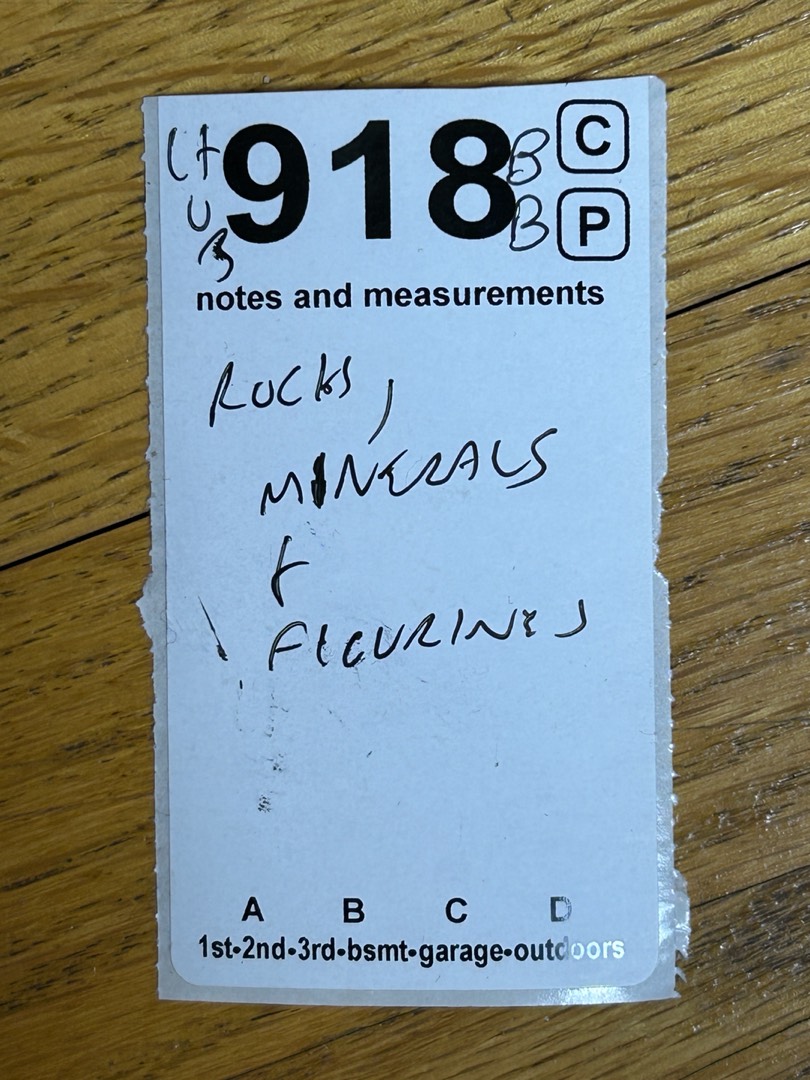 918
B C
B P
notes and measurements
ROCKS,
MINERALS
+
FIGURINES
A B C D
1st•2nd•3rd•bsmt•garage•outdoors